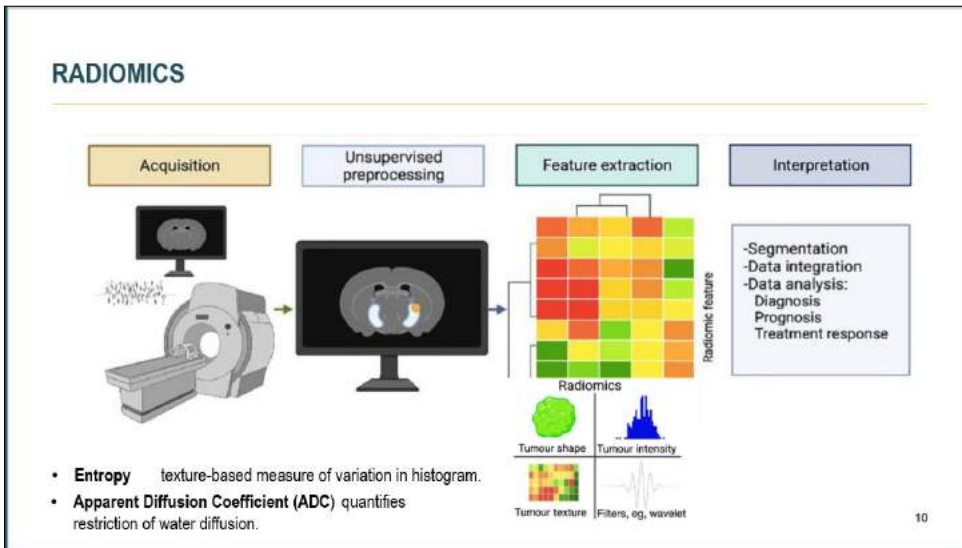 RADIOMICS
Acquisition
Unsupervised
preprocessing
Feature extraction
Interpretation
-Segmentation
-Data integration
-Data analysis:
Diagnosis
Prognosis
Treatment response
Radiomic feature
Radiomics
Tumour shape
Tumour intensity
Tumour texture
Filters, eg, wavelet
• Entropy texture-based measure of variation in histogram.
• Apparent Diffusion Coefficient (ADC) quantifies
restriction of water diffusion.
10